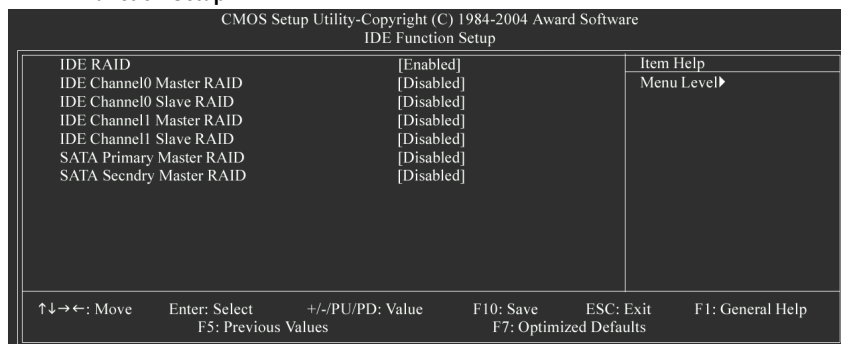 CMOS Setup Utility-Copyright (C) 1984-2004 Award Software
IDE Function Setup
IDE RAID [Enabled]
IDE Channel0 Master RAID [Disabled]
IDE Channel0 Slave RAID [Disabled]
IDE Channel1 Master RAID [Disabled]
IDE Channel1 Slave RAID [Disabled]
SATA Primary Master RAID [Disabled]
SATA Secndry Master RAID [Disabled]
Item Help
Menu Level▶
↑↓→←: Move Enter: Select +/-/PU/PD: Value F10: Save ESC: Exit F1: General Help
F5: Previous Values F7: Optimized Defaults